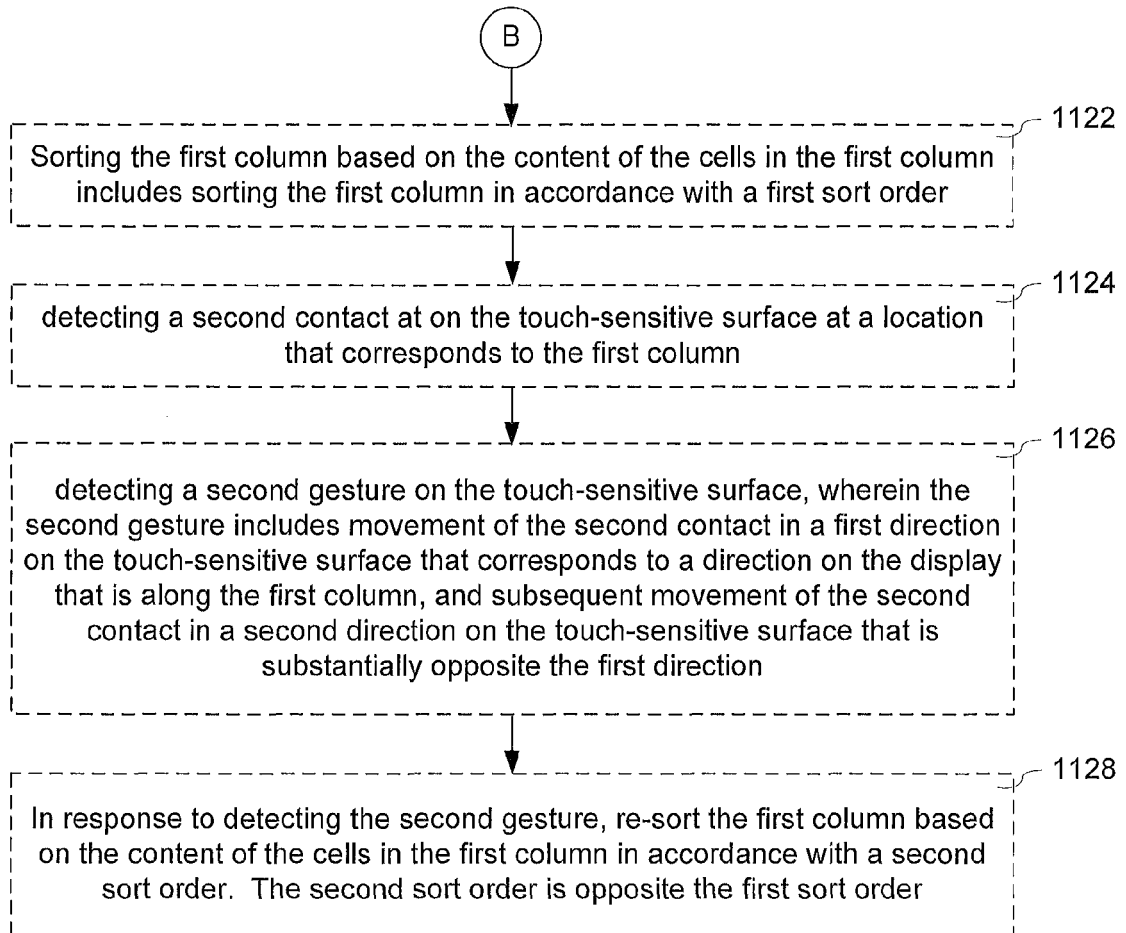 B
1122
Sorting the first column based on the content of the cells in the first column
includes sorting the first column in accordance with a first sort order
1124
detecting a second contact at on the touch-sensitive surface at a location
that corresponds to the first column
1126
detecting a second gesture on the touch-sensitive surface, wherein the
second gesture includes movement of the second contact in a first direction
on the touch-sensitive surface that corresponds to a direction on the display
that is along the first column, and subsequent movement of the second
contact in a second direction on the touch-sensitive surface that is
substantially opposite the first direction
1128
In response to detecting the second gesture, re-sort the first column based
on the content of the cells in the first column in accordance with a second
sort order. The second sort order is opposite the first sort order